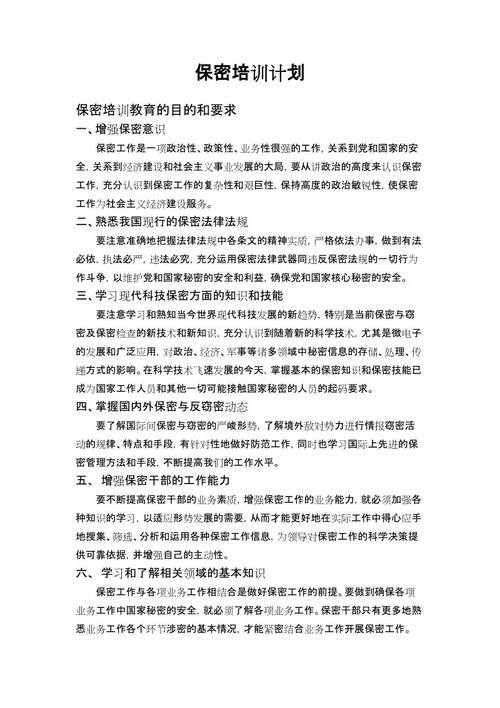 保密培训计划
保密培训教育的目的和要求
一、增强保密意识
保密工作是一项政治性、政策性、业务性很强的工作，关系到党和国家的安
全，关系到经济建设和社会主义事业发展的大局，要从讲政治的高度来认识保密
工作，充分认识到保密工作的复杂性和艰巨性，保持高度的政治敏锐性，使保密
工作为社会主义经济建设服务。
二、熟悉我国现行的保密法律法规
要注意准确地把握法律法规中各条文的精神实质，严格依法办事，做到有法
必依，执法必严，违法必究，充分运用保密法律武器同违反保密法规的一切行为
作斗争，以维护党和国家秘密的安全和利益，确保党和国家核心秘密的安全。
三、学习现代科技保密方面的知识和技能
要注意学习和熟知当今世界现代科技发展的新趋势，特别是当前保密与窃
密及保密检查的新技术和新知识，充分认识到随着新的科学技术，尤其是微电子
的发展和广泛应用，对政治、经济、军事等诸多领域中秘密信息的存储、处理、传
递方式的影响。在科学技术飞速发展的今天，掌握基本的保密知识和保密技能已
成为国家工作人员和其他一切可能接触国家秘密的人员的起码要求。
四、掌握国内外保密与反窃密动态
要了解国际间保密与窃密的严峻形势，了解境外敌对势力进行情报窃密活
动的规律、特点和手段，有针对性地做好防范工作，同时也学习国际上先进的保
密管理方法和手段，不断提高我们的工作水平。
五、 增强保密干部的工作能力
要不断提高保密干部的业务素质，增强保密工作的业务能力，就必须加强各
种知识的学习，以适应形势发展的需要，从而才能更好地在实际工作中得心应手
地搜集、筛选、分析和运用各种保密工作信息，为领导对保密工作的科学决策提
供可靠依据，并增强自己的主动性。
六、 学习和了解相关领域的基本知识
保密工作与各项业务工作相结合是做好保密工作的前提。要做到确保各项
业务工作中国家秘密的安全，就必须了解各项业务工作。保密干部只有更多地熟
悉业务工作各个环节涉密的基本情况，才能紧密结合业务工作开展保密工作。